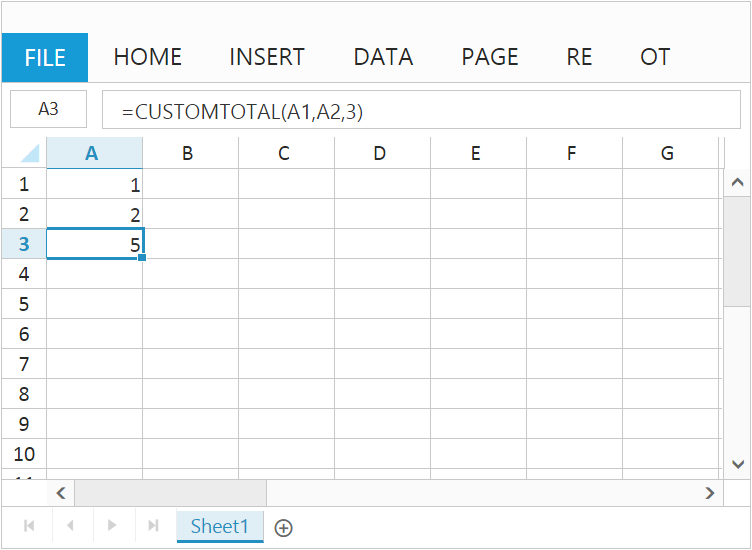 FILE HOME INSERT DATA PAGE RE OT
A3 =CUSTOMTOTAL(A1,A2,3)
A B C D E F G
1 1
2 2
3 5
4
5
6
7
8
9
10
Sheet1